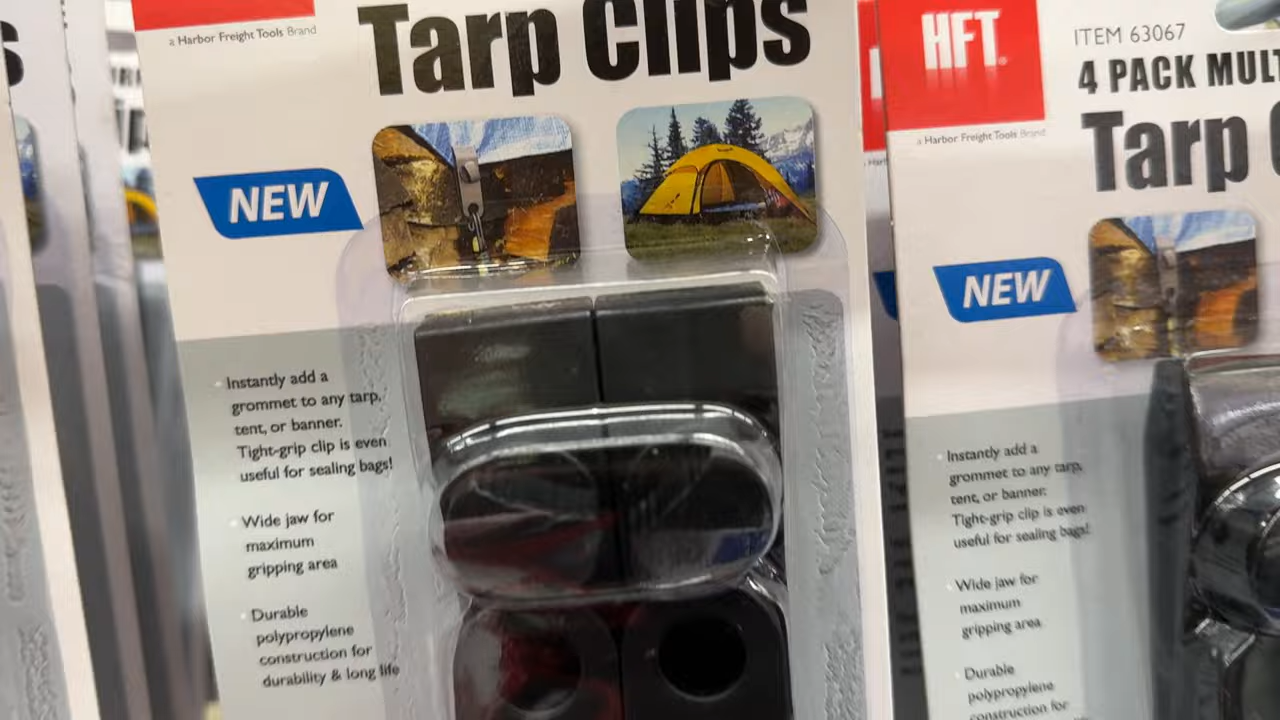 s
a Harbor Freight Tools Brand
Tarp Clips
NEW
Instantly add a
grommet to any tarp,
tent, or banner.
Tight-grip clip is even
useful for sealing bags!
Wide jaw for
maximum
gripping area
Durable
polypropylene
construction for
durability & long life
HFT
a Harbor Freight Tools Brand
ITEM 63067
4 PACK MULT
Tarp
NEW
Instantly add a
grommet to any tarp,
tent, or banner.
Tight-grip clip is even
useful for sealing bags!
Wide jaw for
maximum
gripping area
Durable
polypropylene
construction for